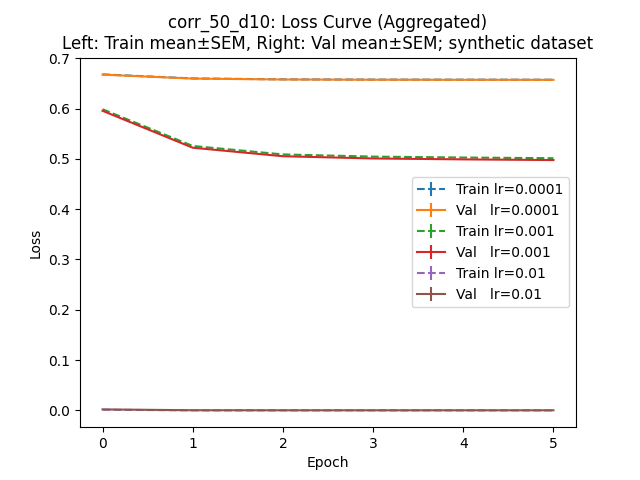 corr_50_d10: Loss Curve (Aggregated)
Left: Train mean±SEM, Right: Val mean±SEM; synthetic dataset
0.7
0.6
0.5
0.4
0.3
0.2
0.1
0.0
Loss
Train lr=0.0001
Val   lr=0.0001
Train lr=0.001
Val   lr=0.001
Train lr=0.01
Val   lr=0.01
0 1 2 3 4 5
Epoch